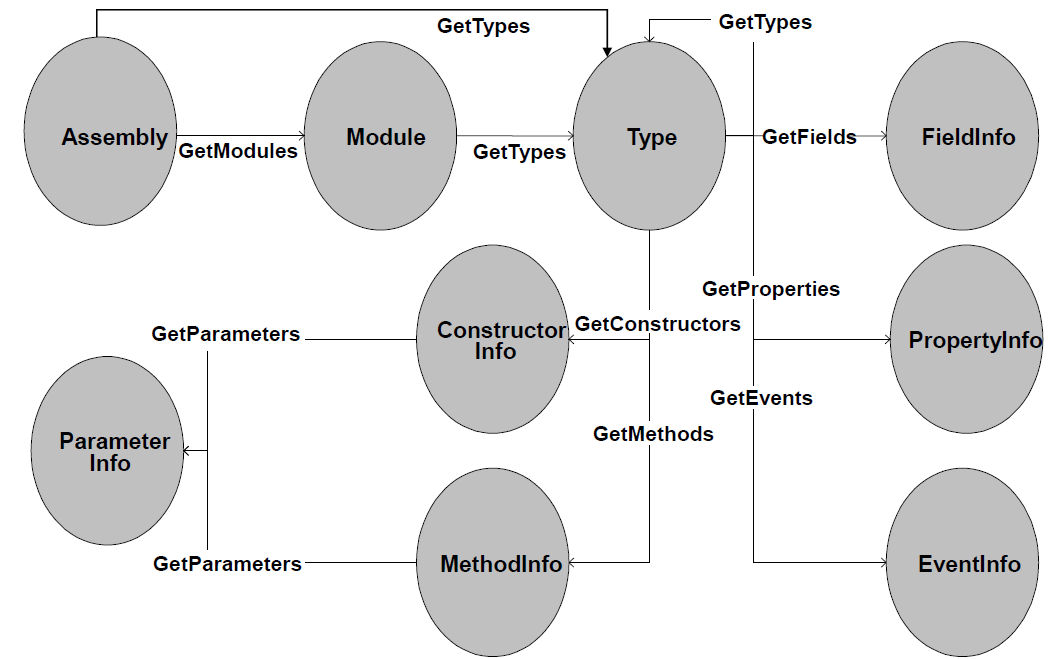 GetTypes
GetTypes
Assembly
GetModules
Module
GetTypes
Type
GetFields
FieldInfo
GetProperties
GetConstructors
GetParameters
Constructor
Info
PropertyInfo
GetEvents
GetMethods
Parameter
Info
GetParameters
MethodInfo
EventInfo